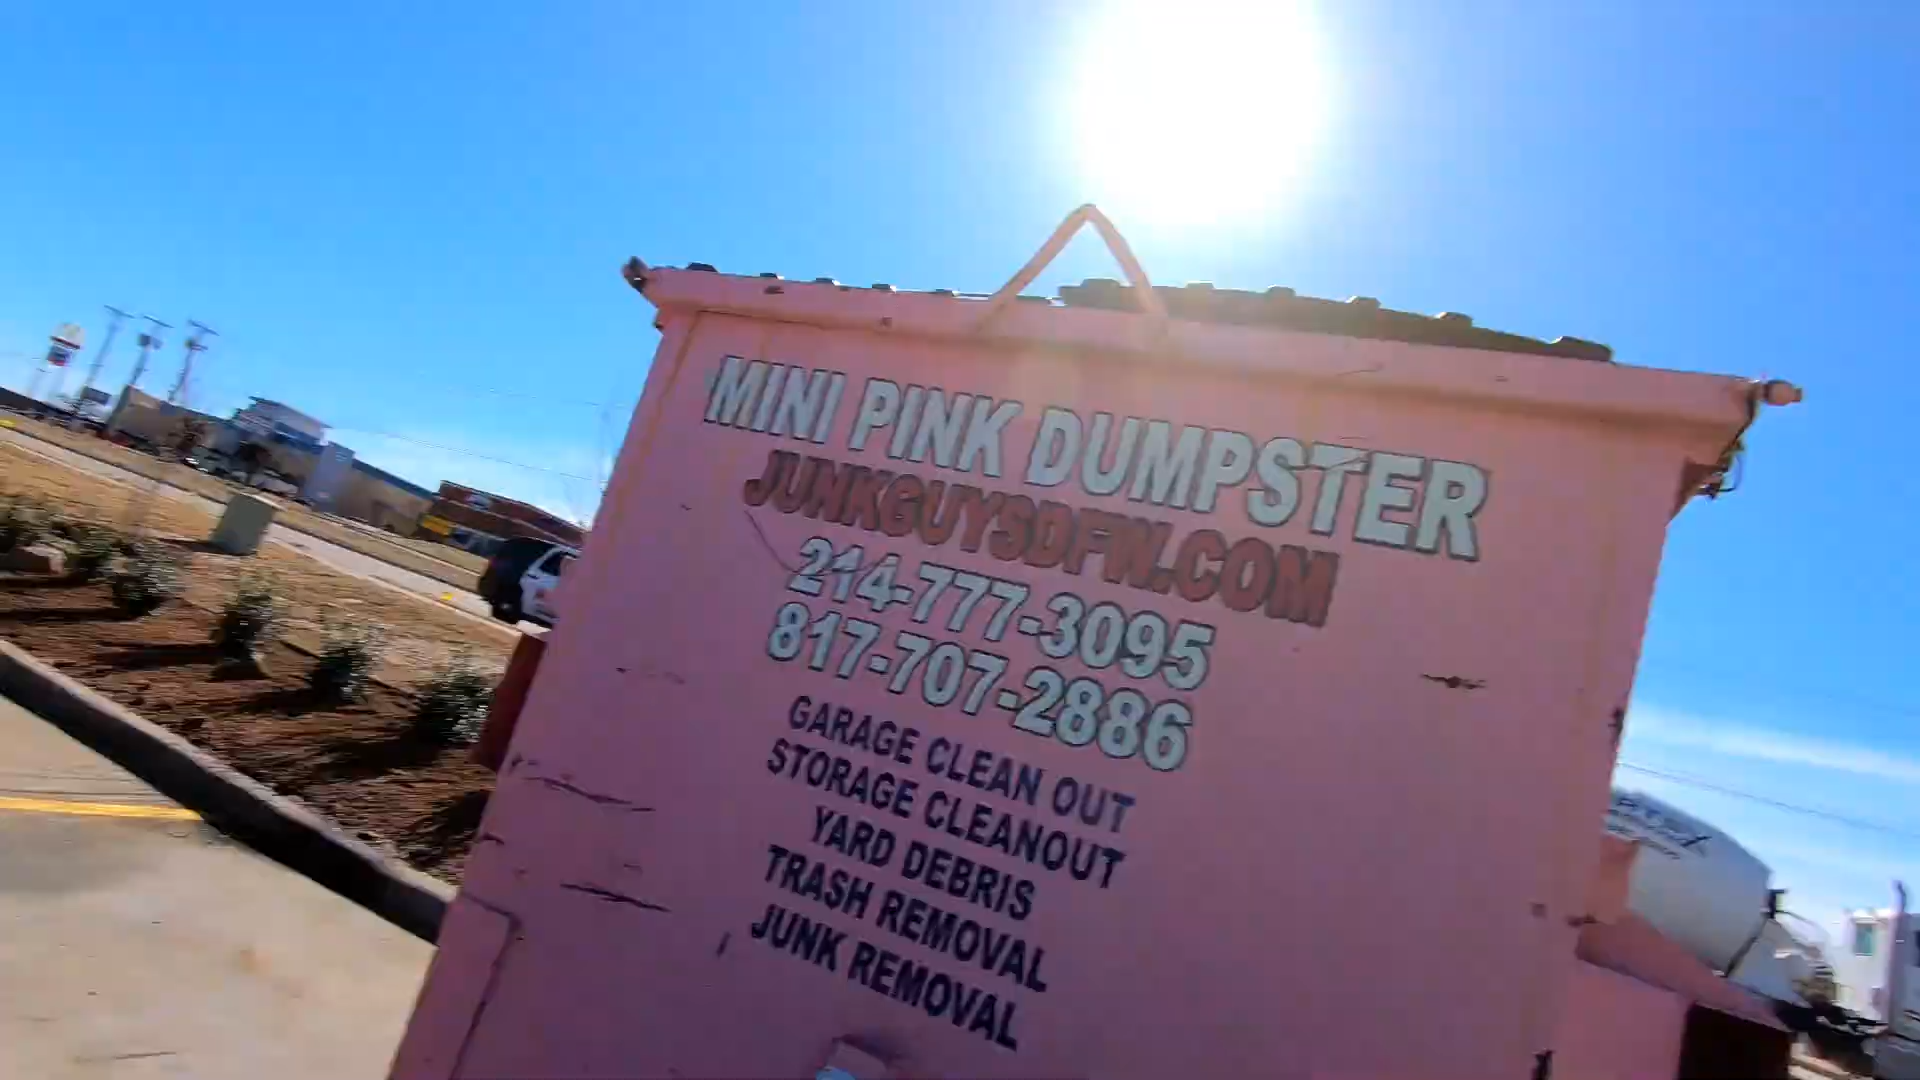 MINI PINK DUMPSTER
JUNKGUYSDFW.COM
214-777-3095
817-707-2886
GARAGE CLEAN OUT
STORAGE CLEANOUT
YARD DEBRIS
TRASH REMOVAL
JUNK REMOVAL